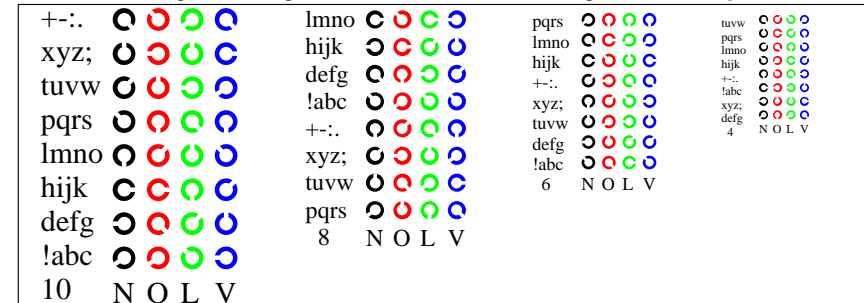 +-:.
xyz;
tuvw
pqrs
lmno
hijk
defg
!abc
10 N O L V
lmno
hijk
defg
!abc
+-:.
xyz;
tuvw
pqrs
8 N O L V
pqrs
lmno
hijk
+-:.
xyz;
tuvw
defg
!abc
6 N O L V
tuvw
pqrs
lmno
hijk
+-:.
!abc
xyz;
defg
4 N O L V